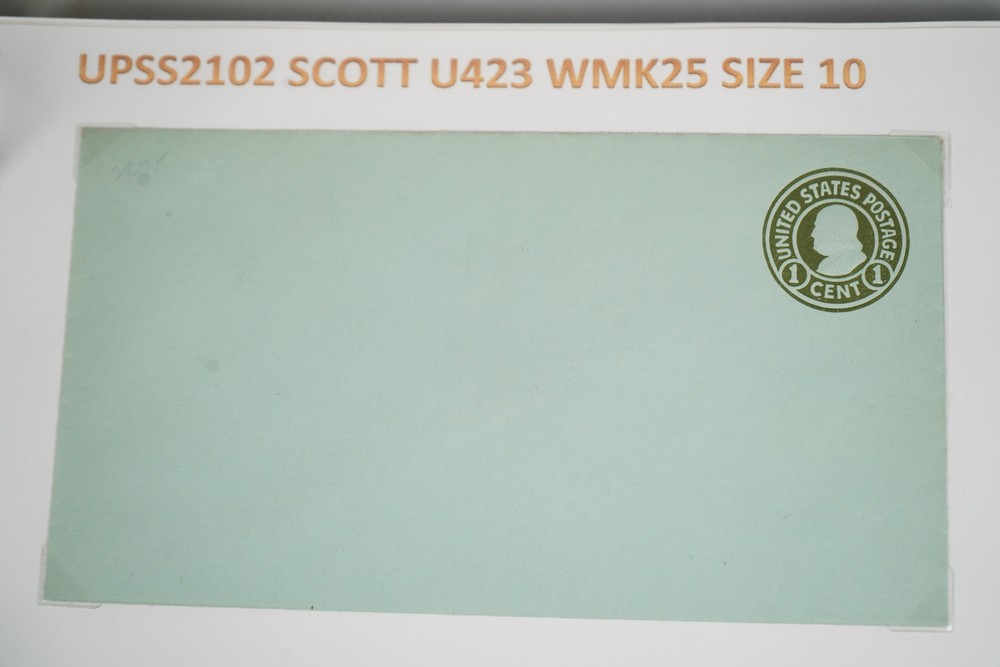 UPSS2102 SCOTT U423 WMK25 SIZE 10
UNITED STATES POSTAGE
1 CENT 1